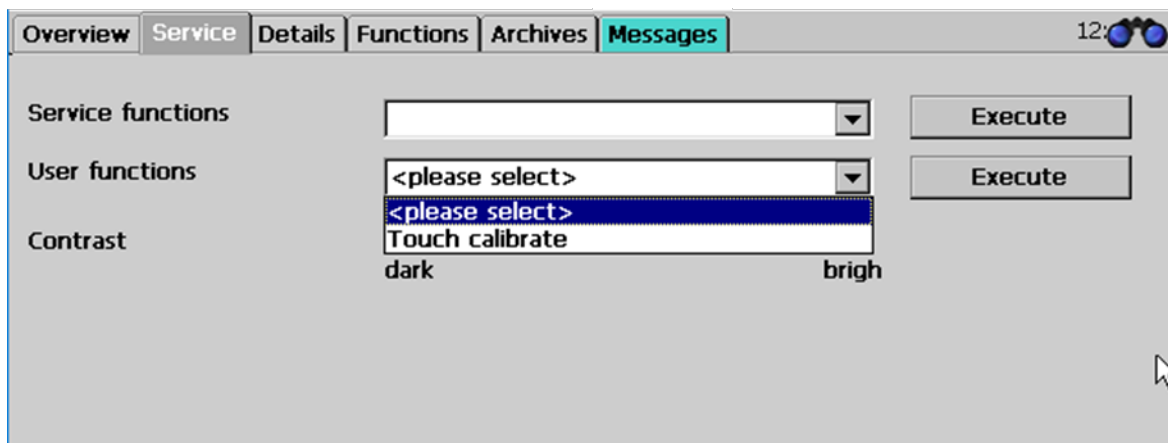 Overview Service Details Functions Archives Messages 12:
Service functions Execute
User functions <please select> Execute
<please select>
Contrast Touch calibrate
dark brigh